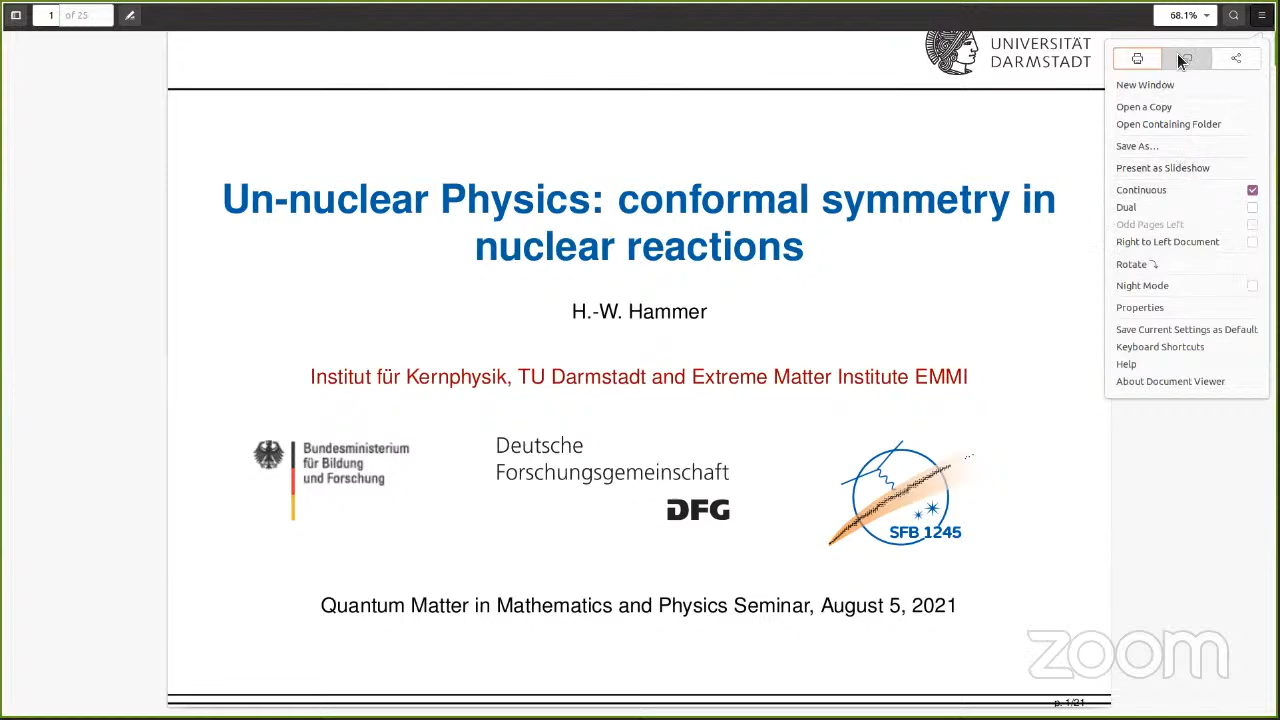 1 of 25
68.1%
UNIVERSITÄT
DARMSTADT
New Window
Open a Copy
Open Containing Folder
Save As...
Present as Slideshow
Continuous
Dual
Odd Pages Left
Right to Left Document
Rotate
Night Mode
Properties
Save Current Settings as Default
Keyboard Shortcuts
Help
About Document Viewer
Un-nuclear Physics: conformal symmetry in
nuclear reactions
H.-W. Hammer
Institut für Kernphysik, TU Darmstadt and Extreme Matter Institute EMMI
Bundesministerium
für Bildung
und Forschung
Deutsche
Forschungsgemeinschaft
DFG
SFB 1245
Quantum Matter in Mathematics and Physics Seminar, August 5, 2021
zoom
p. 1/21